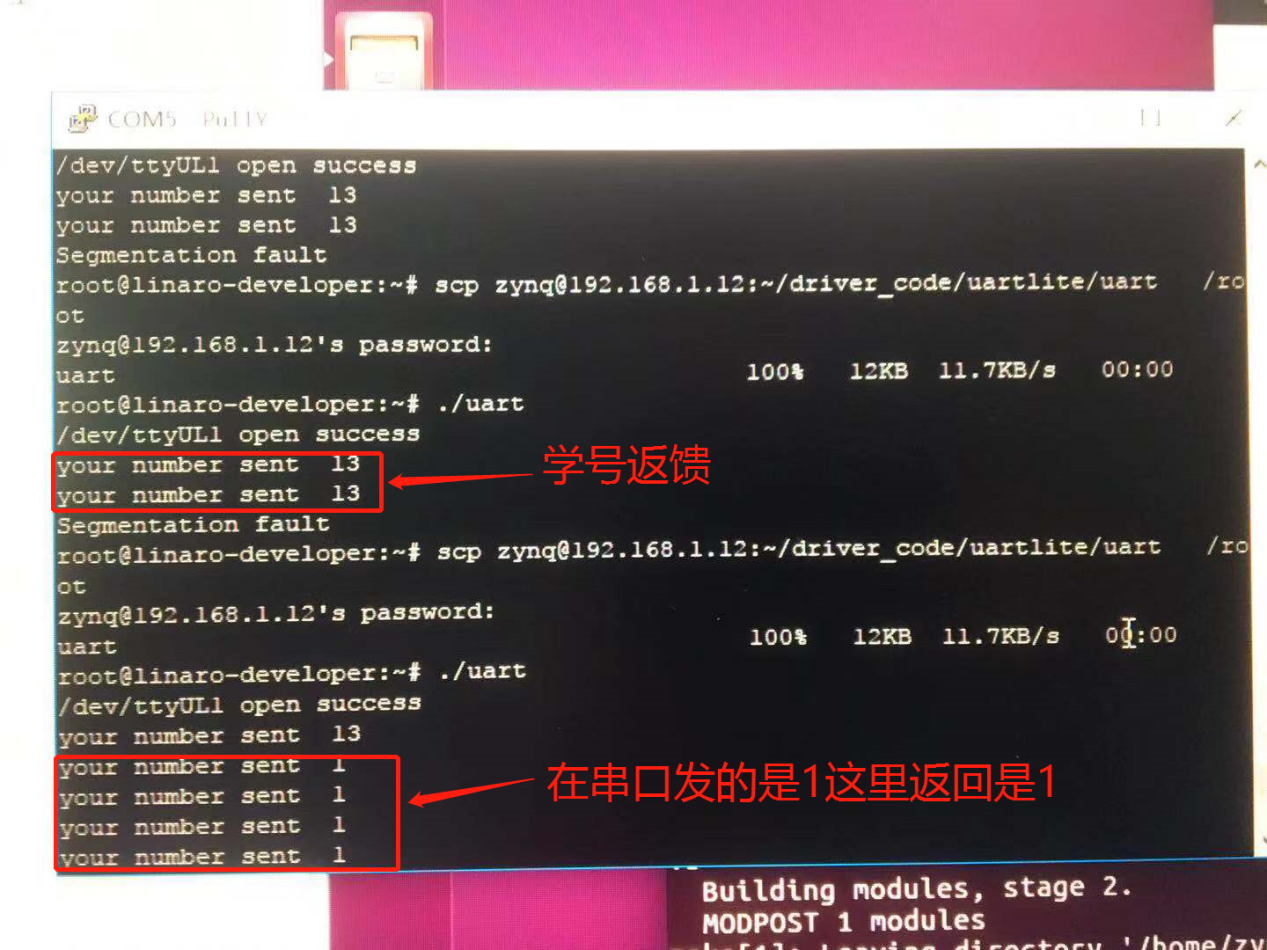 COM5 PuTTY
/dev/ttyUL1 open success
your number sent  13
your number sent  13
Segmentation fault
root@linaro-developer:~# scp zynq@192.168.1.12:~/driver_code/uartlite/uart   /ro
ot
zynq@192.168.1.12's password:
uart 100%   12KB  11.7KB/s   00:00
root@linaro-developer:~# ./uart
/dev/ttyUL1 open success
your number sent  13
学号返馈
your number sent  13
Segmentation fault
root@linaro-developer:~# scp zynq@192.168.1.12:~/driver_code/uartlite/uart   /ro
ot
zynq@192.168.1.12's password:
uart 100%   12KB  11.7KB/s   00:00
root@linaro-developer:~# ./uart
/dev/ttyUL1 open success
your number sent  13
your number sent  1
在串口发的是1这里返回是1
your number sent  1
your number sent  1
your number sent  1
Building modules, stage 2.
MODPOST 1 modules
Leaving directory '/home/zy